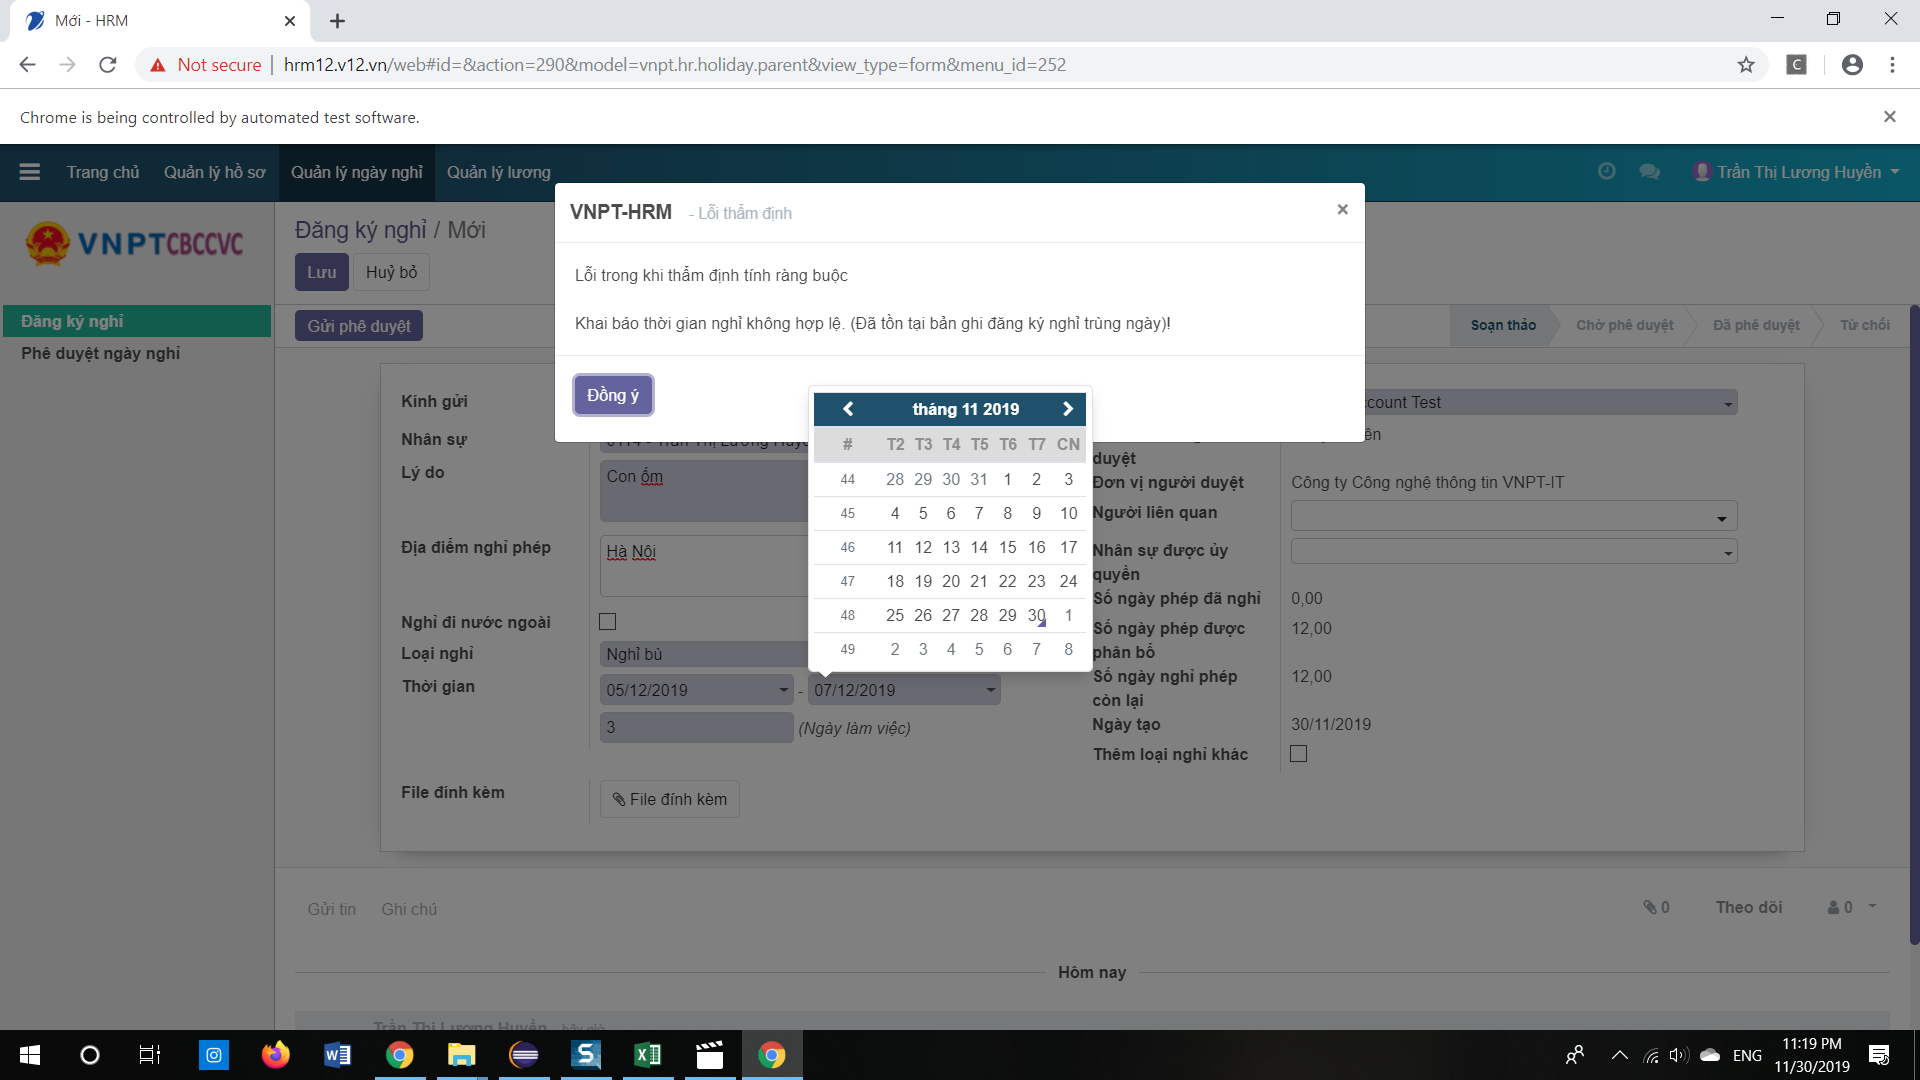 Mới - HRM
Not secure
hrm12.v12.vn/web#id=&action=290&model=vnpt.hr.holiday.parent&view_type=form&menu_id=252
Chrome is being controlled by automated test software.
Trang chủ
Quản lý hồ sơ
Quản lý ngày nghỉ
Quản lý lương
Trần Thị Lương Huyền
VNPT CBCCVC
Đăng ký nghỉ
Phê duyệt ngày nghỉ
Đăng ký nghỉ / Mới
Lưu
Huỷ bỏ
Gửi phê duyệt
Soạn thảo
Chờ phê duyệt
Đã phê duyệt
Từ chối
VNPT-HRM - Lỗi thẩm định
Lỗi trong khi thẩm định tính ràng buộc
Khai báo thời gian nghỉ không hợp lệ. (Đã tồn tại bản ghi đăng ký nghỉ trùng ngày)!
Đồng ý
Kính gửi
Nhân sự
Lý do
Con ốm
Địa điểm nghỉ phép
Hà Nội
Nghỉ đi nước ngoài
Loại nghỉ
Nghỉ bù
Thời gian
05/12/2019 - 07/12/2019
3 (Ngày làm việc)
File đính kèm
File đính kèm
tháng 11 2019
# T2 T3 T4 T5 T6 T7 CN
44 28 29 30 31 1 2 3
45 4 5 6 7 8 9 10
46 11 12 13 14 15 16 17
47 18 19 20 21 22 23 24
48 25 26 27 28 29 30 1
49 2 3 4 5 6 7 8
Account Test
duyệt
Đơn vị người duyệt
Công ty Công nghệ thông tin VNPT-IT
Người liên quan
Nhân sự được ủy
quyền
Số ngày phép đã nghỉ
0,00
Số ngày phép được
phân bổ
12,00
Số ngày nghỉ phép
còn lại
12,00
Ngày tạo
30/11/2019
Thêm loại nghỉ khác
Gửi tin
Ghi chú
0
Theo dõi
0
Hôm nay
Trần Thị Lương Huyền bây giờ
ENG
11:19 PM
11/30/2019